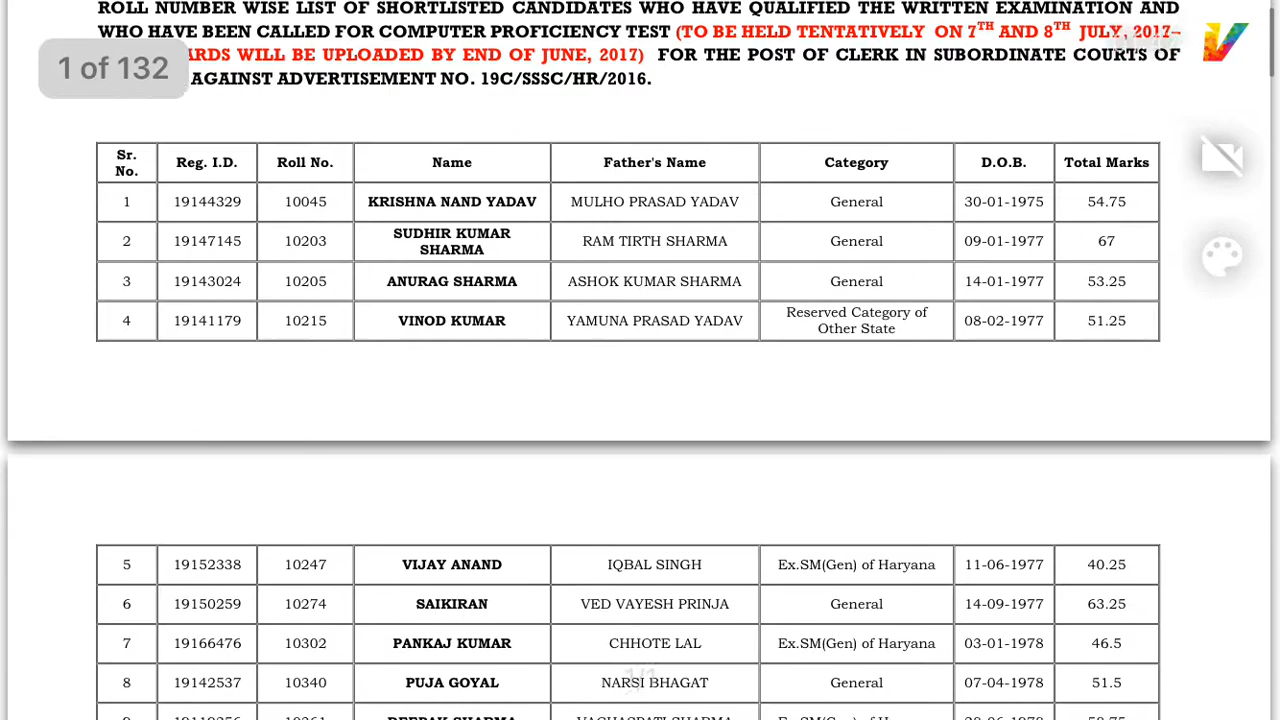 ROLL NUMBER WISE LIST OF SHORTLISTED CANDIDATES WHO HAVE QUALIFIED THE WRITTEN EXAMINATION AND
WHO HAVE BEEN CALLED FOR COMPUTER PROFICIENCY TEST (TO BE HELD TENTATIVELY ON 7TH AND 8TH JULY, 2017–
1 of 132
ARDS WILL BE UPLOADED BY END OF JUNE, 2017) FOR THE POST OF CLERK IN SUBORDINATE COURTS OF
AGAINST ADVERTISEMENT NO. 19C/SSSC/HR/2016.
Sr. No. Reg. I.D. Roll No. Name Father's Name Category D.O.B. Total Marks
1 19144329 10045 KRISHNA NAND YADAV MULHO PRASAD YADAV General 30-01-1975 54.75
2 19147145 10203 SUDHIR KUMAR SHARMA RAM TIRTH SHARMA General 09-01-1977 67
3 19143024 10205 ANURAG SHARMA ASHOK KUMAR SHARMA General 14-01-1977 53.25
4 19141179 10215 VINOD KUMAR YAMUNA PRASAD YADAV Reserved Category of Other State 08-02-1977 51.25
5 19152338 10247 VIJAY ANAND IQBAL SINGH Ex.SM(Gen) of Haryana 11-06-1977 40.25
6 19150259 10274 SAIKIRAN VED VAYESH PRINJA General 14-09-1977 63.25
7 19166476 10302 PANKAJ KUMAR CHHOTE LAL Ex.SM(Gen) of Haryana 03-01-1978 46.5
8 19142537 10340 PUJA GOYAL NARSI BHAGAT General 07-04-1978 51.5
1/1